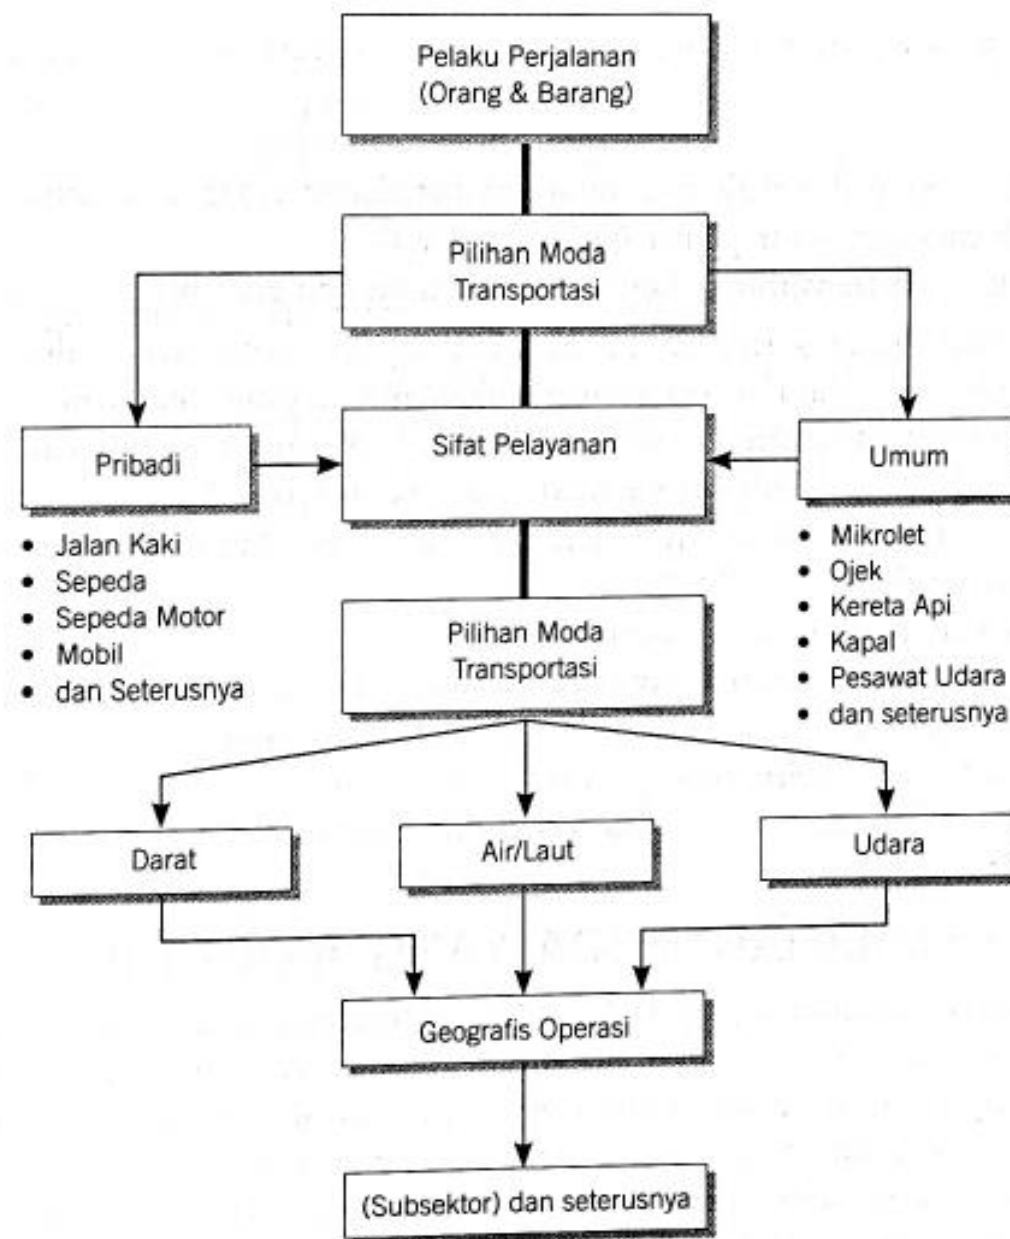 Pelaku Perjalanan
(Orang & Barang)
Pilihan Moda
Transportasi
Pribadi
Sifat Pelayanan
Umum
• Jalan Kaki
• Sepeda
• Sepeda Motor
• Mobil
• dan Seterusnya
• Mikrolet
• Ojek
• Kereta Api
• Kapal
• Pesawat Udara
• dan seterusnya
Pilihan Moda
Transportasi
Darat
Air/Laut
Udara
Geografis Operasi
(Subsektor) dan seterusnya